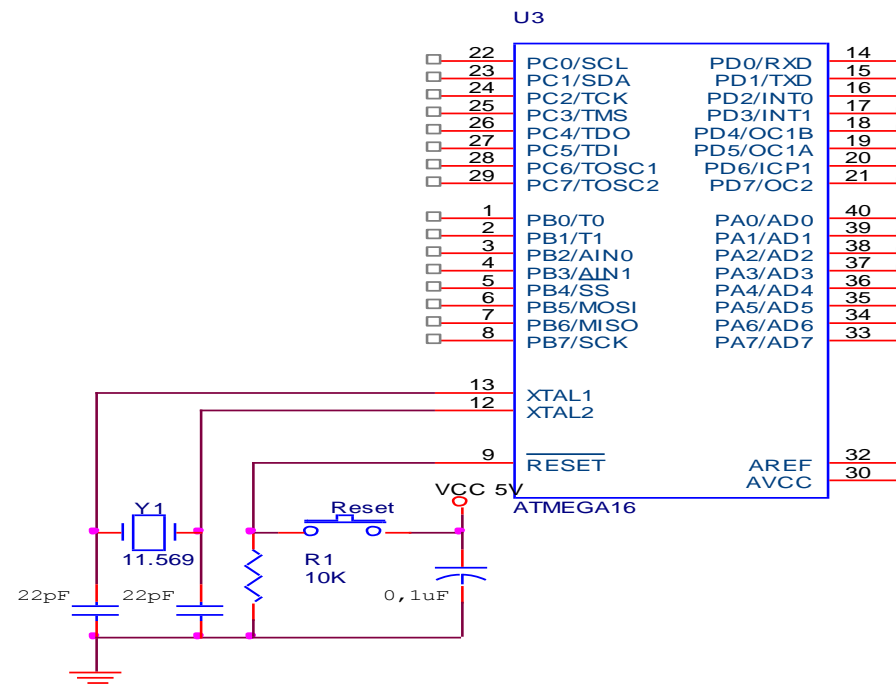 U3
22 PC0/SCL PD0/RXD 14
23 PC1/SDA PD1/TXD 15
24 PC2/TCK PD2/INT0 16
25 PC3/TMS PD3/INT1 17
26 PC4/TDO PD4/OC1B 18
27 PC5/TDI PD5/OC1A 19
28 PC6/TOSC1 PD6/ICP1 20
29 PC7/TOSC2 PD7/OC2 21
1 PB0/T0 PA0/AD0 40
2 PB1/T1 PA1/AD1 39
3 PB2/AIN0 PA2/AD2 38
4 PB3/AIN1 PA3/AD3 37
5 PB4/SS PA4/AD4 36
6 PB5/MOSI PA5/AD5 35
7 PB6/MISO PA6/AD6 34
8 PB7/SCK PA7/AD7 33
13 XTAL1
12 XTAL2
9 RESET AREF 32
AVCC 30
VCC 5V
ATMEGA16
Y1
Reset
11.569
R1
10K
22pF
22pF
0,1uF